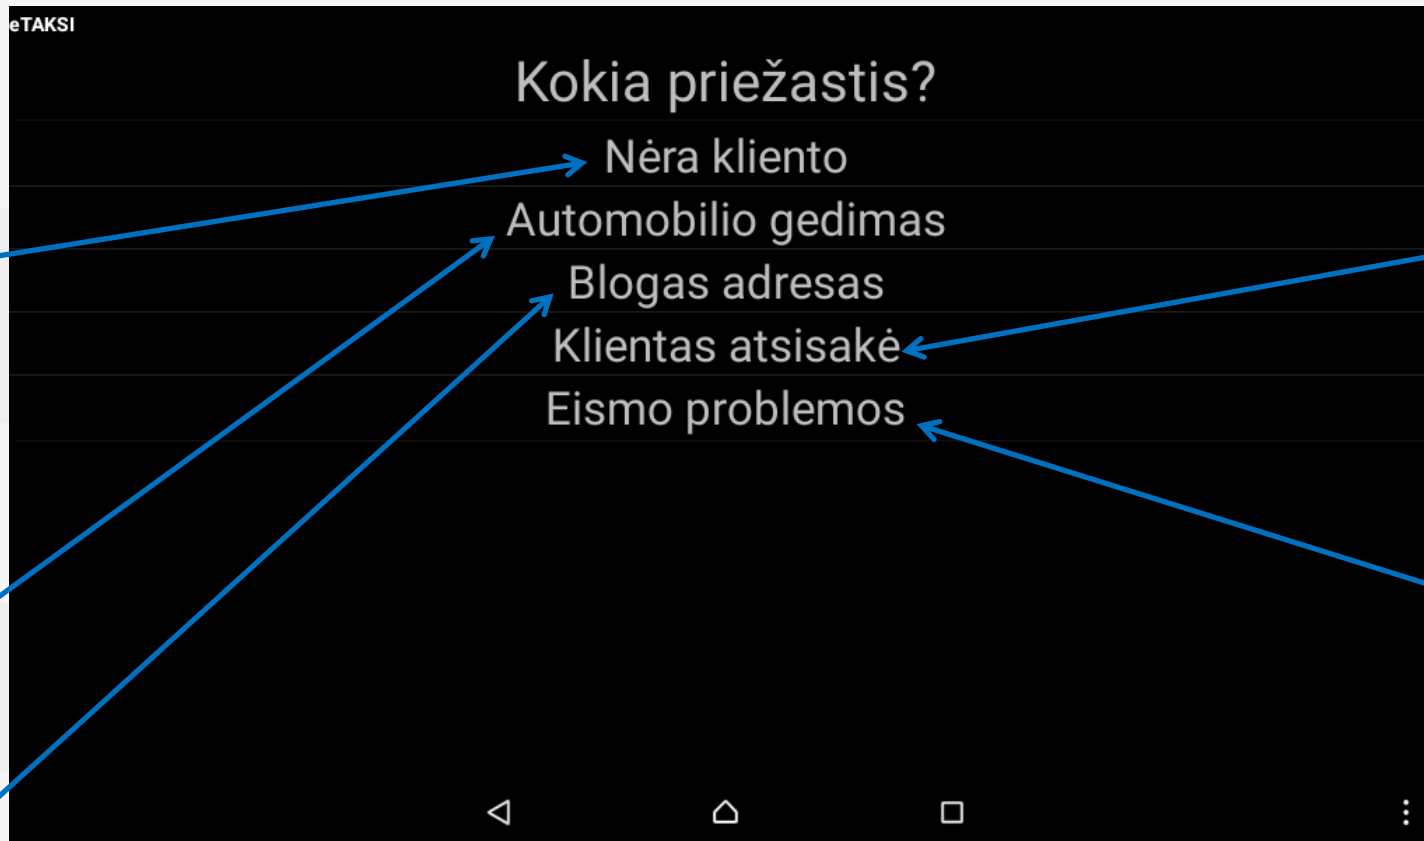 eTAKSI
Kokia priežastis?
Nėra kliento
Automobilio gedimas
Blogas adresas
Klientas atsisakė
Eismo problemos